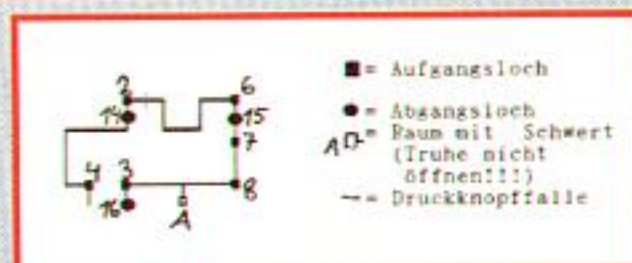 2 6
14 15
7
4 3 8
16 A
■= Aufgangsloch
●= Abgangsloch
A = Raum mit Schwert
(Truhe nicht
öffnen!!!)
—= Druckknopffalle